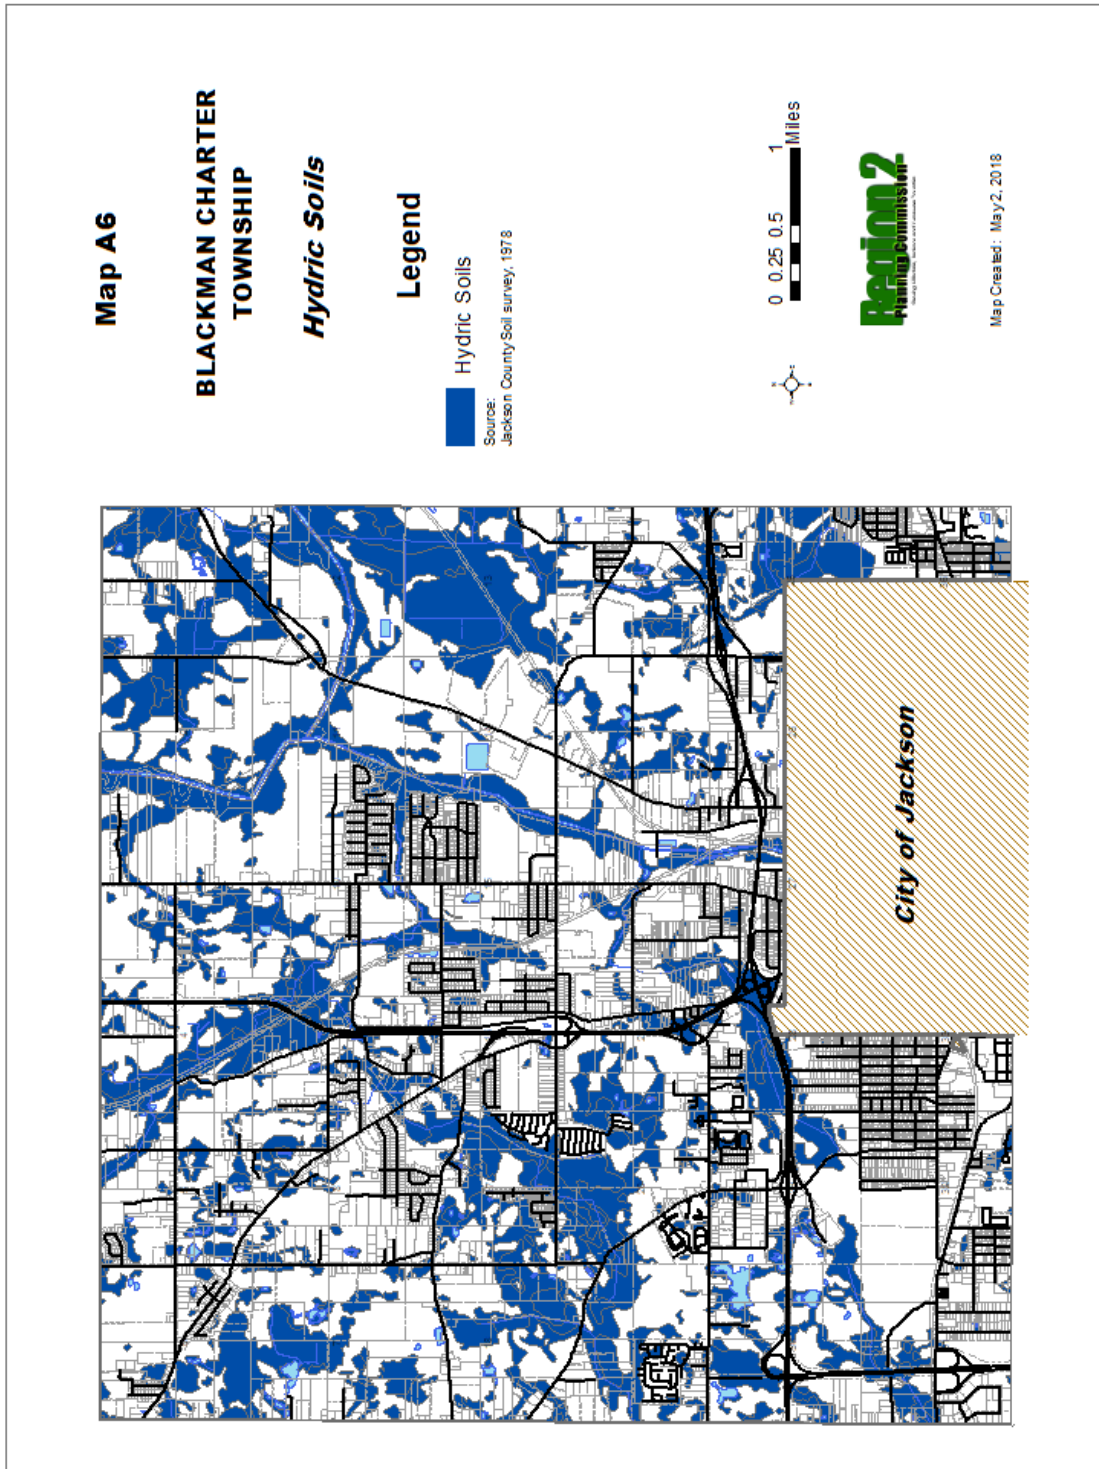 Map A6
BLACKMAN CHARTER
TOWNSHIP
Hydric Soils
Legend
Hydric Soils
Source:
Jackson County Soil survey, 1978
0 0.25 0.5 1
Miles
Region 2
Planning Commission
Map Created: May 2, 2018
City of Jackson